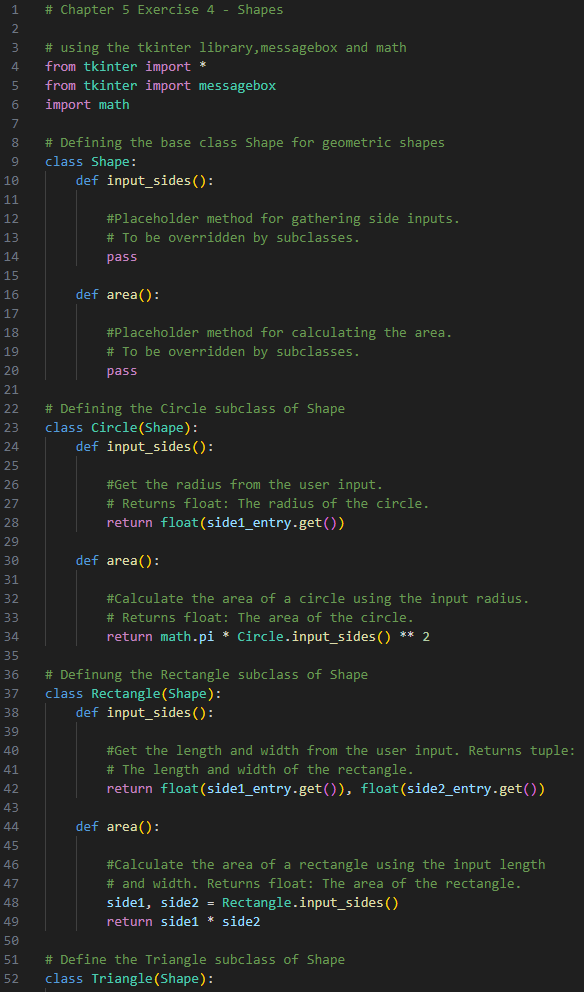 1 # Chapter 5 Exercise 4 - Shapes
2
3 # using the tkinter library,messagebox and math
4 from tkinter import *
5 from tkinter import messagebox
6 import math
7
8 # Defining the base class Shape for geometric shapes
9 class Shape:
10     def input_sides():
11
12         #Placeholder method for gathering side inputs.
13         # To be overridden by subclasses.
14         pass
15
16     def area():
17
18         #Placeholder method for calculating the area.
19         # To be overridden by subclasses.
20         pass
21
22 # Defining the Circle subclass of Shape
23 class Circle(Shape):
24     def input_sides():
25
26         #Get the radius from the user input.
27         # Returns float: The radius of the circle.
28         return float(side1_entry.get())
29
30     def area():
31
32         #Calculate the area of a circle using the input radius.
33         # Returns float: The area of the circle.
34         return math.pi * Circle.input_sides() ** 2
35
36 # Definung the Rectangle subclass of Shape
37 class Rectangle(Shape):
38     def input_sides():
39
40         #Get the length and width from the user input. Returns tuple:
41         # The length and width of the rectangle.
42         return float(side1_entry.get()), float(side2_entry.get())
43
44     def area():
45
46         #Calculate the area of a rectangle using the input length
47         # and width. Returns float: The area of the rectangle.
48         side1, side2 = Rectangle.input_sides()
49         return side1 * side2
50
51 # Define the Triangle subclass of Shape
52 class Triangle(Shape):